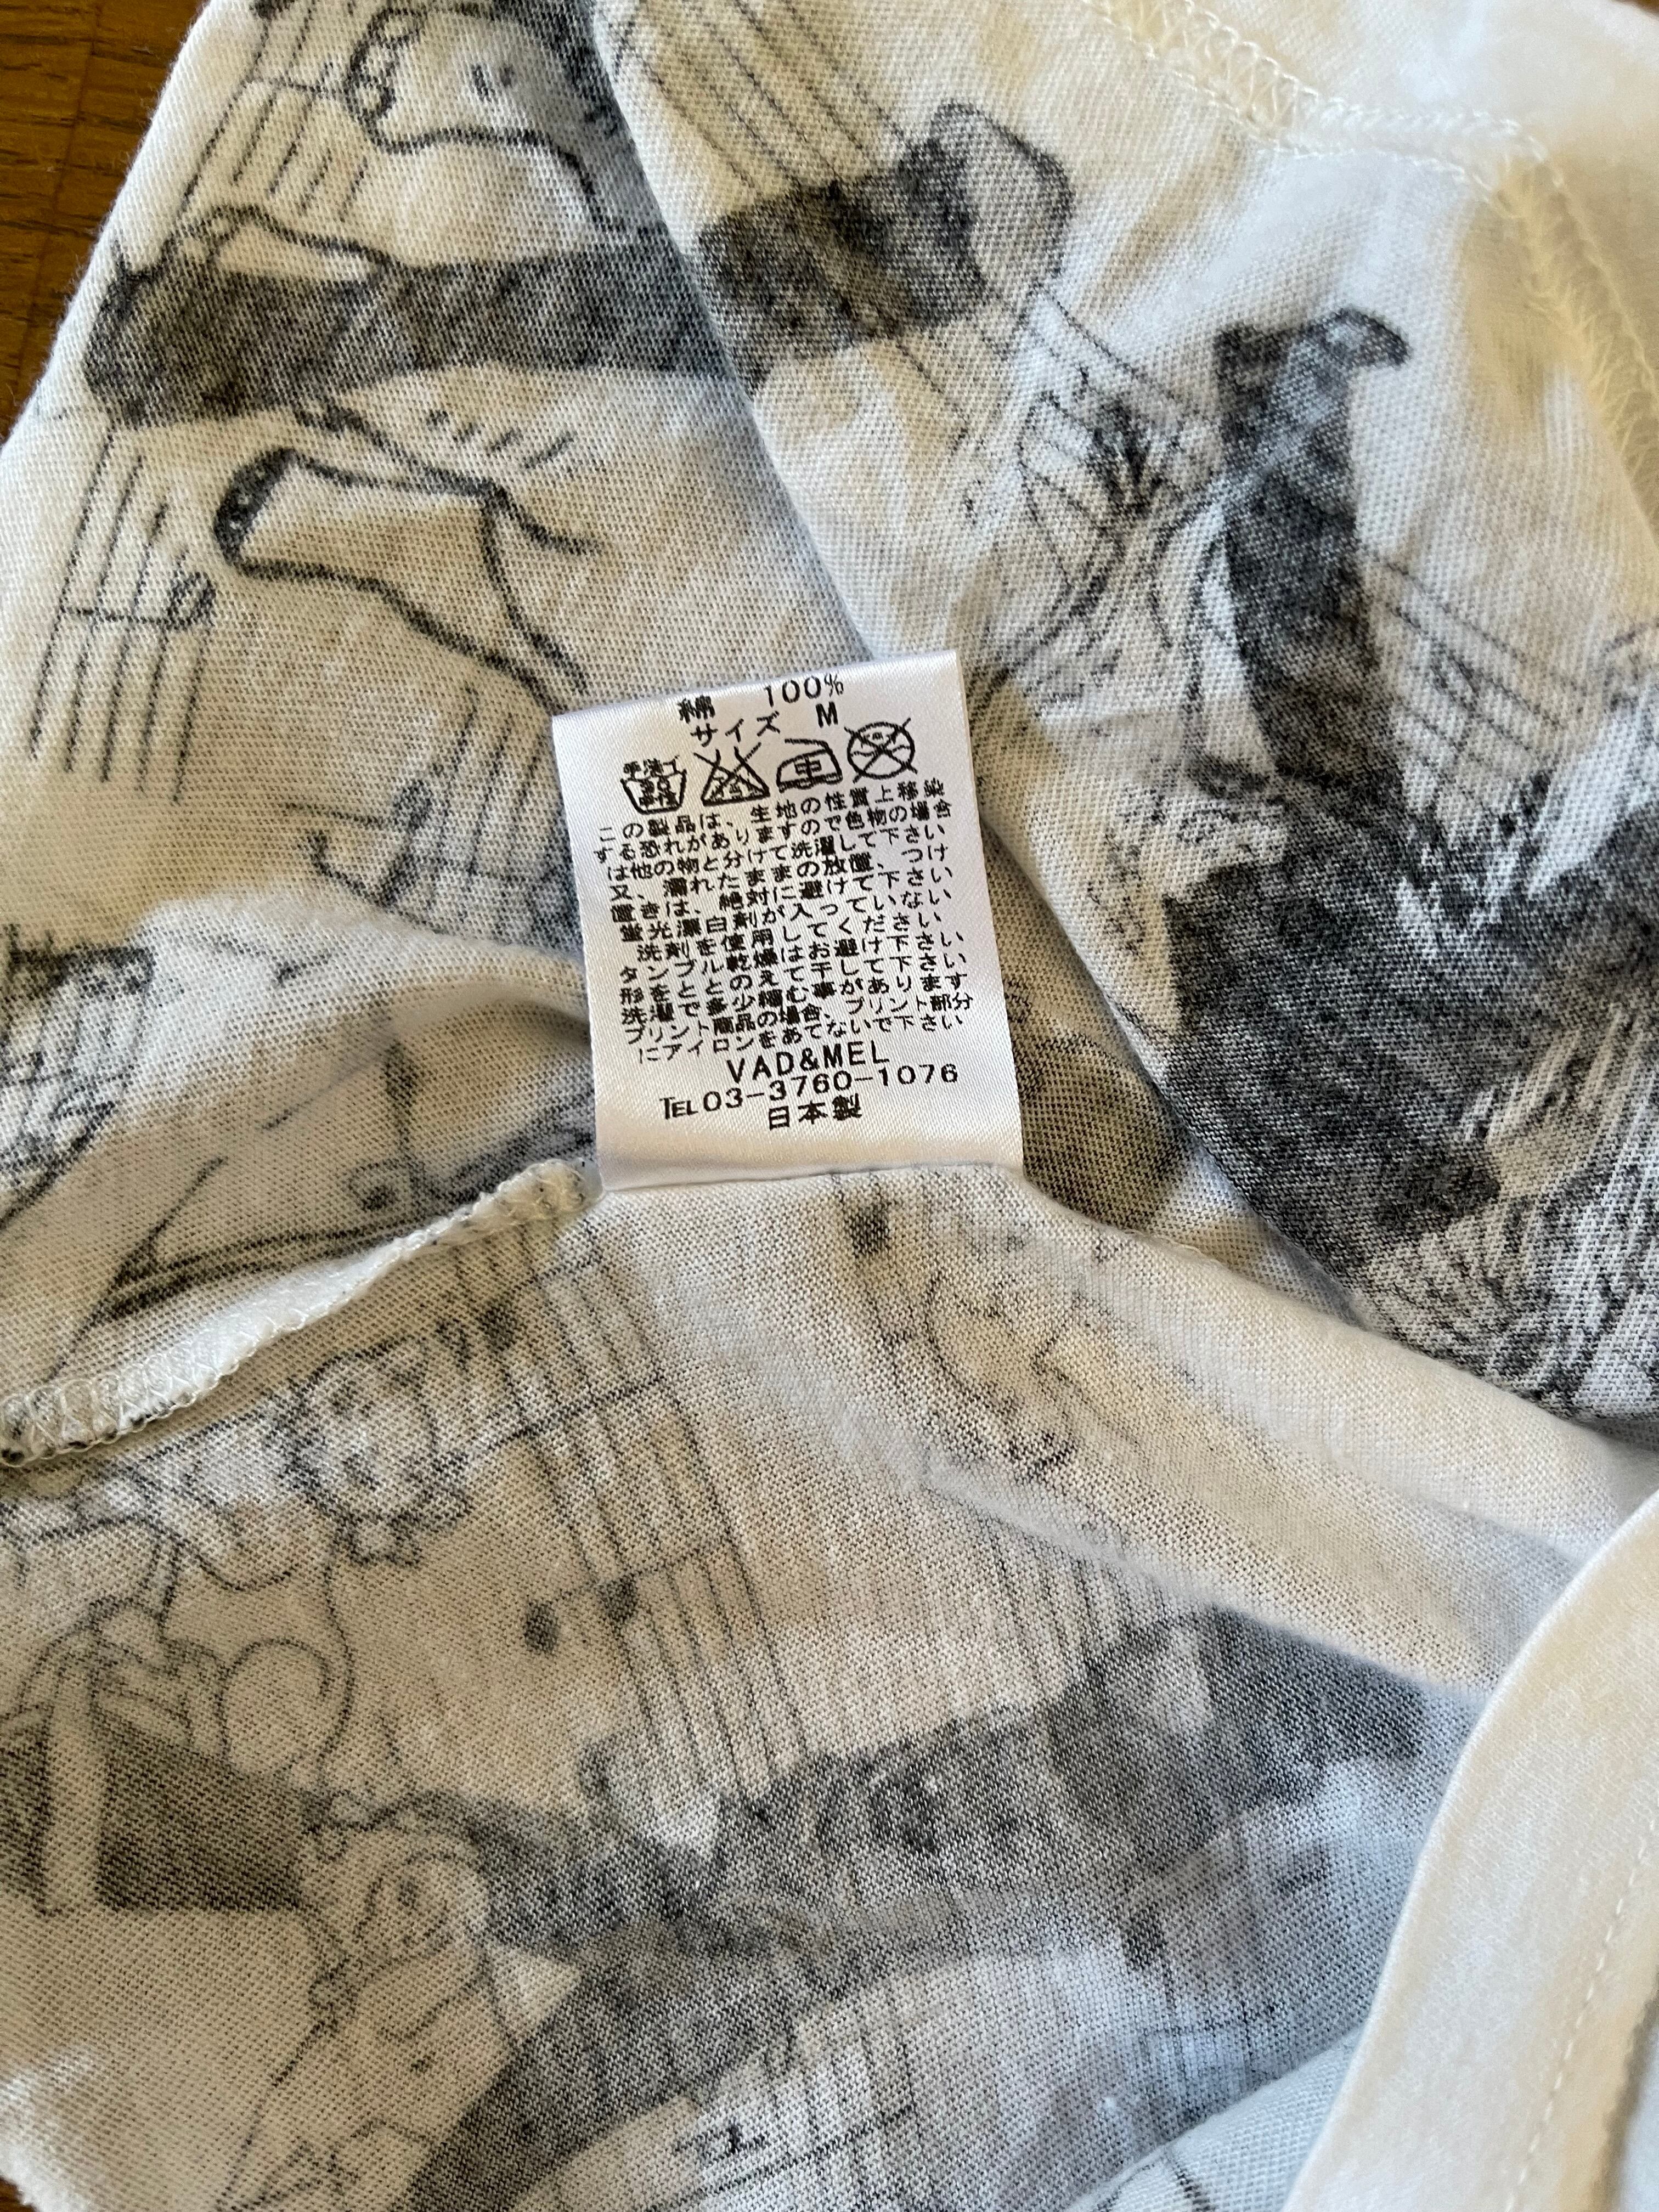 綿 100%
サイズ M
手洗イ
30
中性
中
この製品は、生地の性質上移染
する恐れがありますので色物の場合
は他の物と分けて洗濯して下さい
又、濡れたままの放置、つけ
置きは、絶対に避けて下さい
蛍光漂白剤が入っていない
洗剤を使用してください
タンブル乾燥はお避け下さい
形をととのえて干して下さい
洗濯で多少縮む事があります
プリント商品の場合、プリント部分
にアイロンをあてないで下さい
VAD&MEL
TEL03-3760-1076
日本製